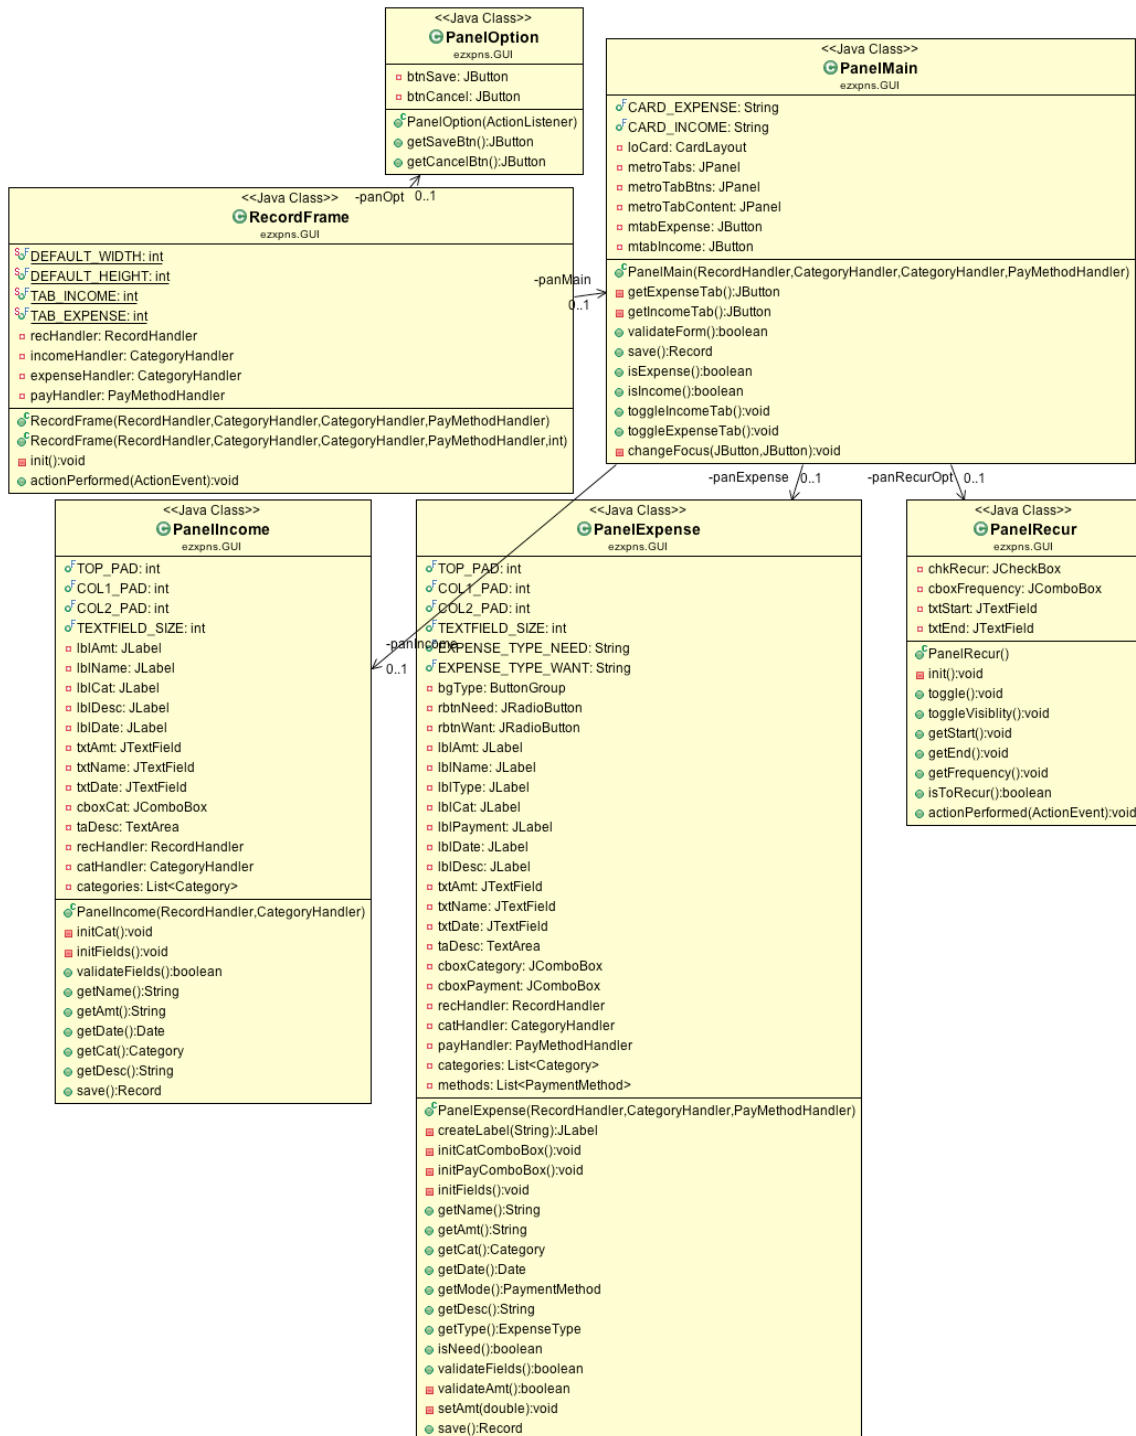 <<Java Class>>
PanelOption
ezxpns.GUI
btnSave: JButton
btnCancel: JButton
PanelOption(ActionListener)
getSaveBtn():JButton
getCancelBtn():JButton
<<Java Class>>
PanelMain
ezxpns.GUI
CARD_EXPENSE: String
CARD_INCOME: String
loCard: CardLayout
metroTabs: JPanel
metroTabBtns: JPanel
metroTabContent: JPanel
mtabExpense: JButton
mtabIncome: JButton
PanelMain(RecordHandler,CategoryHandler,CategoryHandler,PayMethodHandler)
getExpenseTab():JButton
getIncomeTab():JButton
validateForm():boolean
save():Record
isExpense():boolean
isIncome():boolean
toggleIncomeTab():void
toggleExpenseTab():void
changeFocus(JButton,JButton):void
-panOpt 0..1
<<Java Class>>
RecordFrame
ezxpns.GUI
DEFAULT_WIDTH: int
DEFAULT_HEIGHT: int
TAB_INCOME: int
TAB_EXPENSE: int
recHandler: RecordHandler
incomeHandler: CategoryHandler
expenseHandler: CategoryHandler
payHandler: PayMethodHandler
RecordFrame(RecordHandler,CategoryHandler,CategoryHandler,PayMethodHandler)
RecordFrame(RecordHandler,CategoryHandler,CategoryHandler,PayMethodHandler,int)
init():void
actionPerformed(ActionEvent):void
-panMain
0..1
-panExpense 0..1
-panRecurOpt 0..1
<<Java Class>>
PanelIncome
ezxpns.GUI
TOP_PAD: int
COL1_PAD: int
COL2_PAD: int
TEXTFIELD_SIZE: int
lblAmt: JLabel
lblName: JLabel
lblCat: JLabel
lblDesc: JLabel
lblDate: JLabel
txtAmt: JTextField
txtName: JTextField
txtDate: JTextField
cboxCat: JComboBox
taDesc: TextArea
recHandler: RecordHandler
catHandler: CategoryHandler
categories: List<Category>
PanelIncome(RecordHandler,CategoryHandler)
initCat():void
initFields():void
validateFields():boolean
getName():String
getAmt():String
getDate():Date
getCat():Category
getDesc():String
save():Record
-panIncome
0..1
<<Java Class>>
PanelExpense
ezxpns.GUI
TOP_PAD: int
COL1_PAD: int
COL2_PAD: int
TEXTFIELD_SIZE: int
EXPENSE_TYPE_NEED: String
EXPENSE_TYPE_WANT: String
bgType: ButtonGroup
rbtnNeed: JRadioButton
rbtnWant: JRadioButton
lblAmt: JLabel
lblName: JLabel
lblType: JLabel
lblCat: JLabel
lblPayment: JLabel
lblDate: JLabel
lblDesc: JLabel
txtAmt: JTextField
txtName: JTextField
txtDate: JTextField
taDesc: TextArea
cboxCategory: JComboBox
cboxPayment: JComboBox
recHandler: RecordHandler
catHandler: CategoryHandler
payHandler: PayMethodHandler
categories: List<Category>
methods: List<PaymentMethod>
PanelExpense(RecordHandler,CategoryHandler,PayMethodHandler)
createLabel(String):JLabel
initCatComboBox():void
initPayComboBox():void
initFields():void
getName():String
getAmt():String
getCat():Category
getDate():Date
getMode():PaymentMethod
getDesc():String
getType():ExpenseType
isNeed():boolean
validateFields():boolean
validateAmt():boolean
setAmt(double):void
save():Record
<<Java Class>>
PanelRecur
ezxpns.GUI
chkRecur: JCheckBox
cboxFrequency: JComboBox
txtStart: JTextField
txtEnd: JTextField
PanelRecur()
init():void
toggle():void
toggleVisiblity():void
getStart():void
getEnd():void
getFrequency():void
isToRecur():boolean
actionPerformed(ActionEvent):void